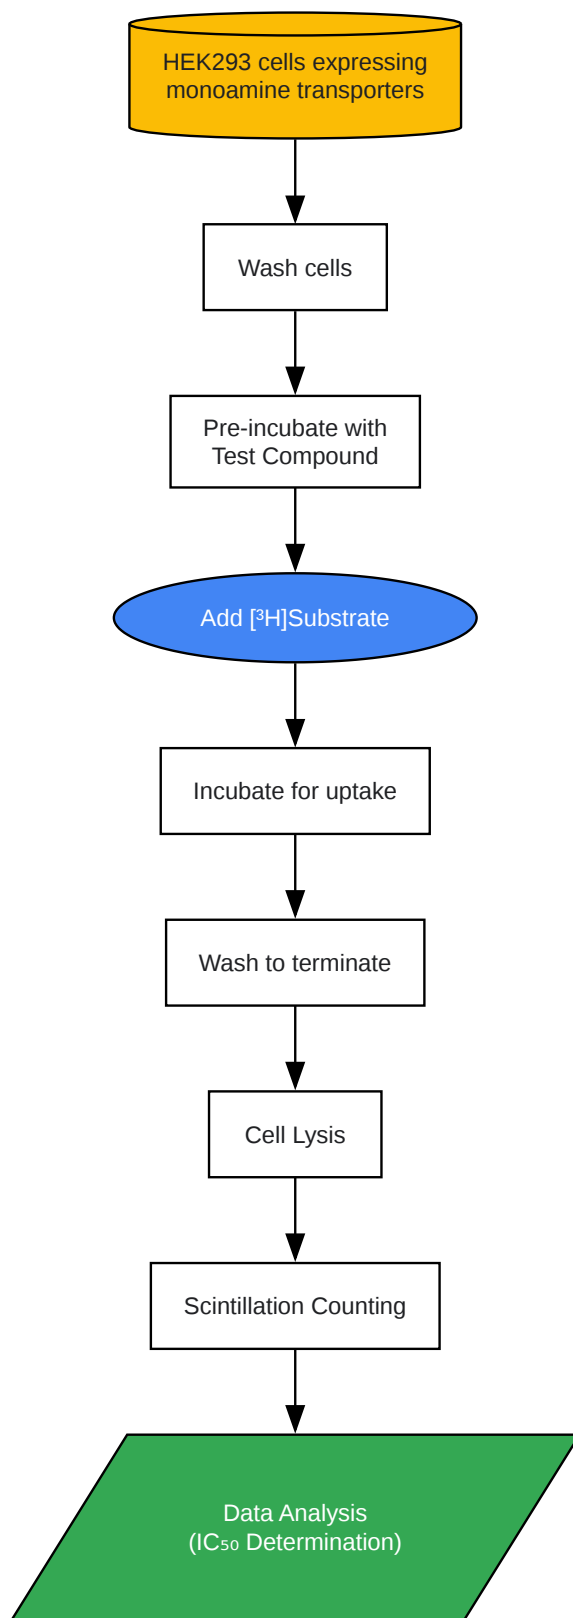 HEK293 cells expressing
monoamine transporters
Wash cells
Pre-incubate with
Test Compound
Add [³H]Substrate
Incubate for uptake
Wash to terminate
Cell Lysis
Scintillation Counting
Data Analysis
(IC₅₀ Determination)